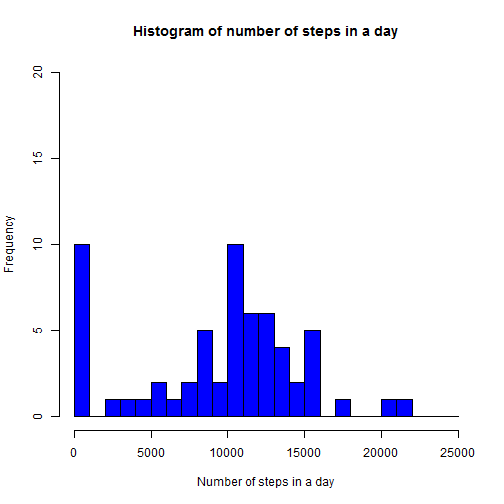 Histogram of number of steps in a day
20
15
10
5
0
Frequency
0 5000 10000 15000 20000 25000
Number of steps in a day